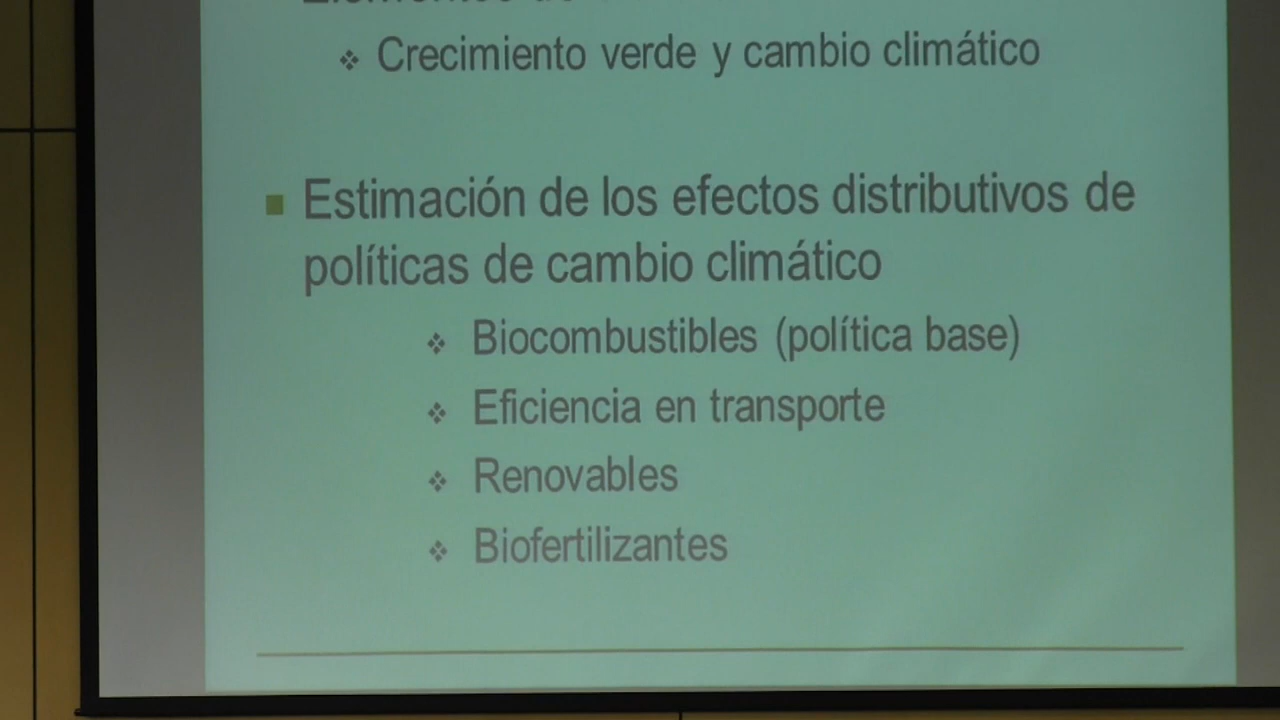 Crecimiento verde y cambio climático
Estimación de los efectos distributivos de
políticas de cambio climático
Biocombustibles (política base)
Eficiencia en transporte
Renovables
Biofertilizantes